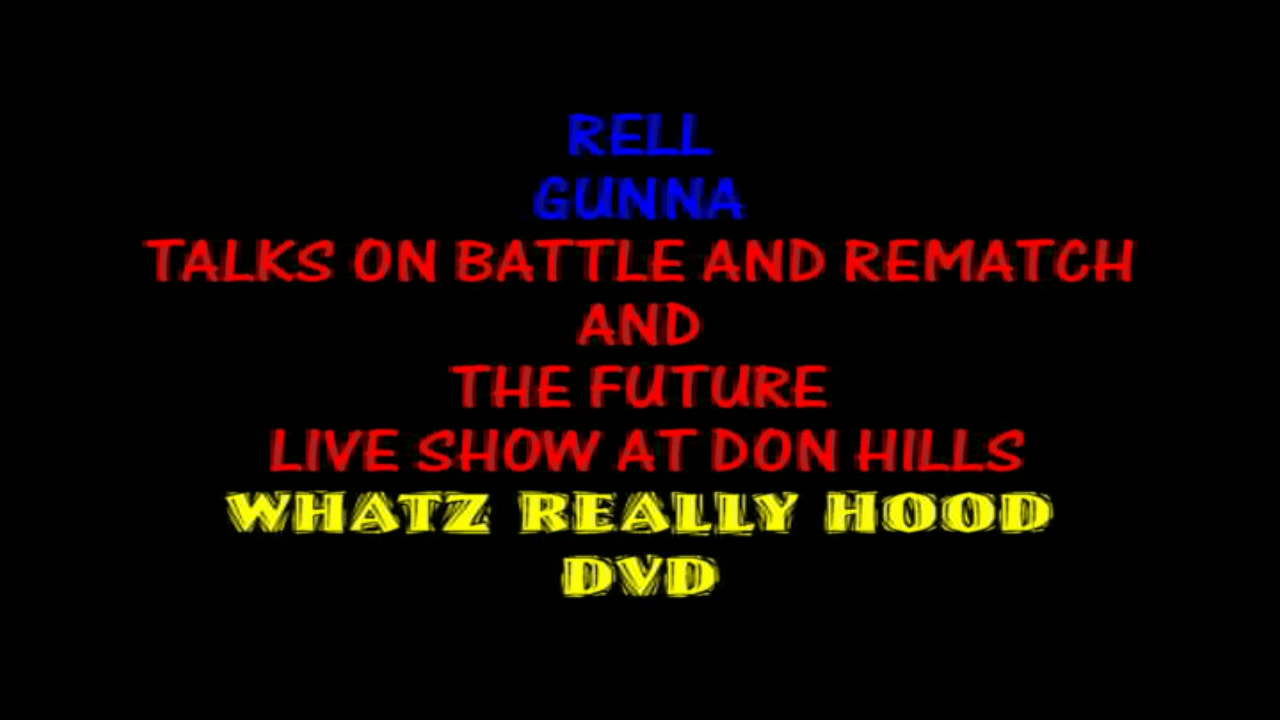 RELL
GUNNA
TALKS ON BATTLE AND REMATCH
AND
THE FUTURE
LIVE SHOW AT DON HILLS
WHATZ REALLY HOOD
DVD